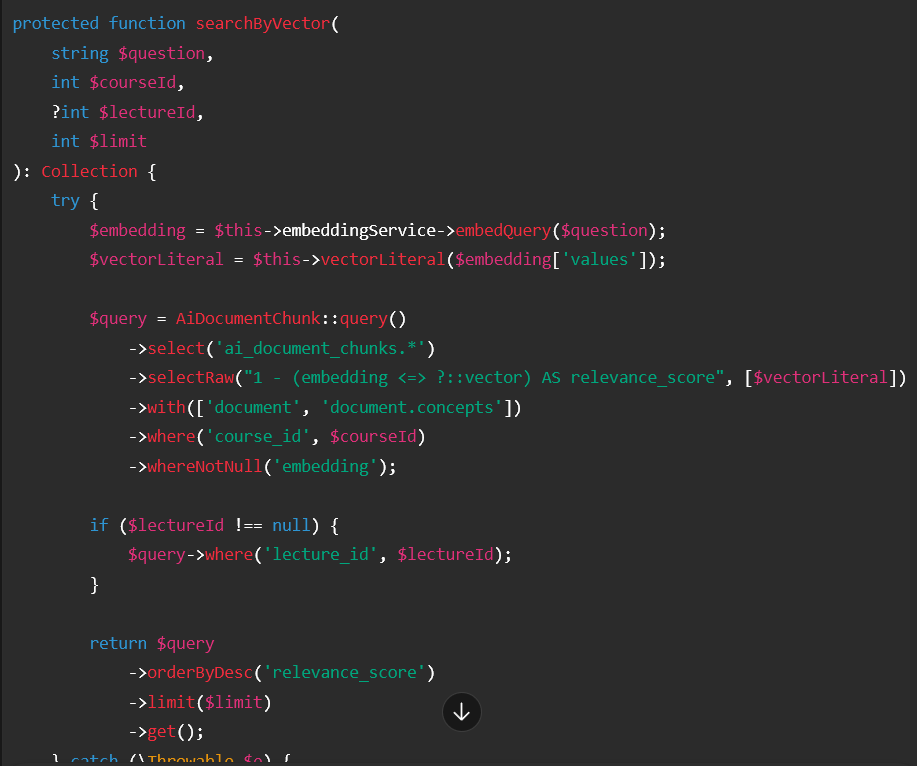 protected function searchByVector(
    string $question,
    int $courseId,
    ?int $lectureId,
    int $limit
): Collection {
    try {
        $embedding = $this->embeddingService->embedQuery($question);
        $vectorLiteral = $this->vectorLiteral($embedding['values']);

        $query = AiDocumentChunk::query()
            ->select('ai_document_chunks.*')
            ->selectRaw("1 - (embedding <=> ?::vector) AS relevance_score", [$vectorLiteral])
            ->with(['document', 'document.concepts'])
            ->where('course_id', $courseId)
            ->whereNotNull('embedding');

        if ($lectureId !== null) {
            $query->where('lecture_id', $lectureId);
        }

        return $query
            ->orderByDesc('relevance_score')
            ->limit($limit)
            ->get();
    } catch (\Throwable $e) {